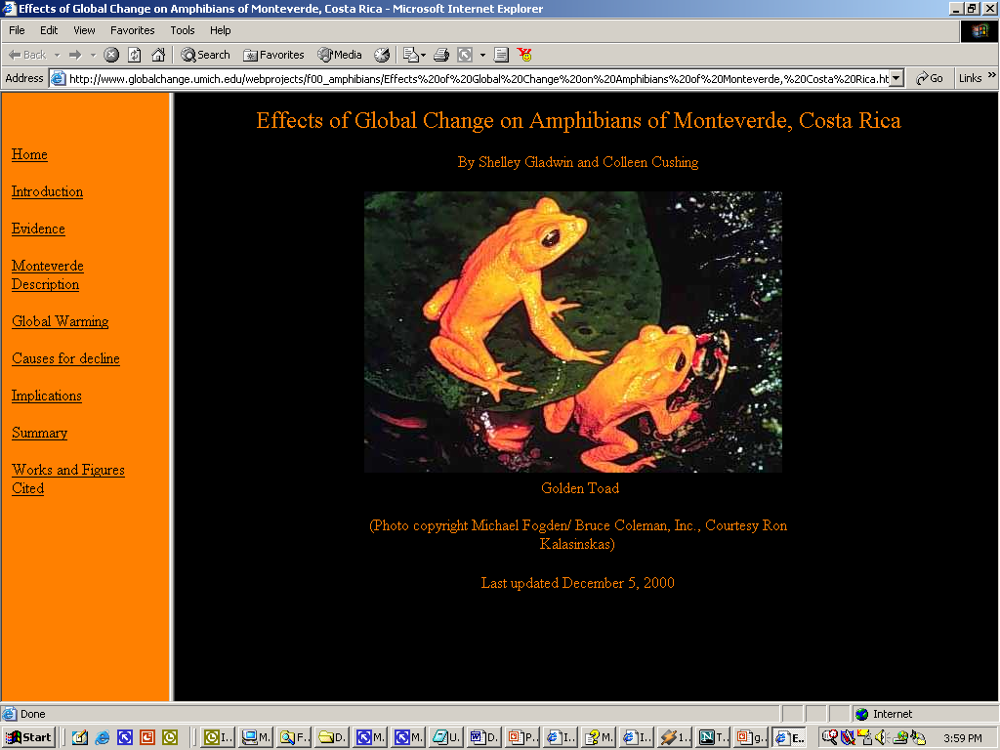 Effects of Global Change on Amphibians of Monteverde, Costa Rica - Microsoft Internet Explorer
File Edit View Favorites Tools Help
Back Search Favorites Media
Address http://www.globalchange.umich.edu/webprojects/f00_amphibians/Effects%20of%20Global%20Change%20on%20Amphibians%20of%20Monteverde,%20Costa%20Rica.ht Go Links »
Effects of Global Change on Amphibians of Monteverde, Costa Rica
By Shelley Gladwin and Colleen Cushing
Home
Introduction
Evidence
Monteverde
Description
Global Warming
Causes for decline
Implications
Summary
Works and Figures
Cited
Golden Toad
(Photo copyright Michael Fogden/ Bruce Coleman, Inc., Courtesy Ron
Kalasinskas)
Last updated December 5, 2000
Done Internet
Start I.. M.. F.. D.. M.. M.. U.. D.. P.. I.. M.. I.. 1.. T.. g.. E.. 3:59 PM